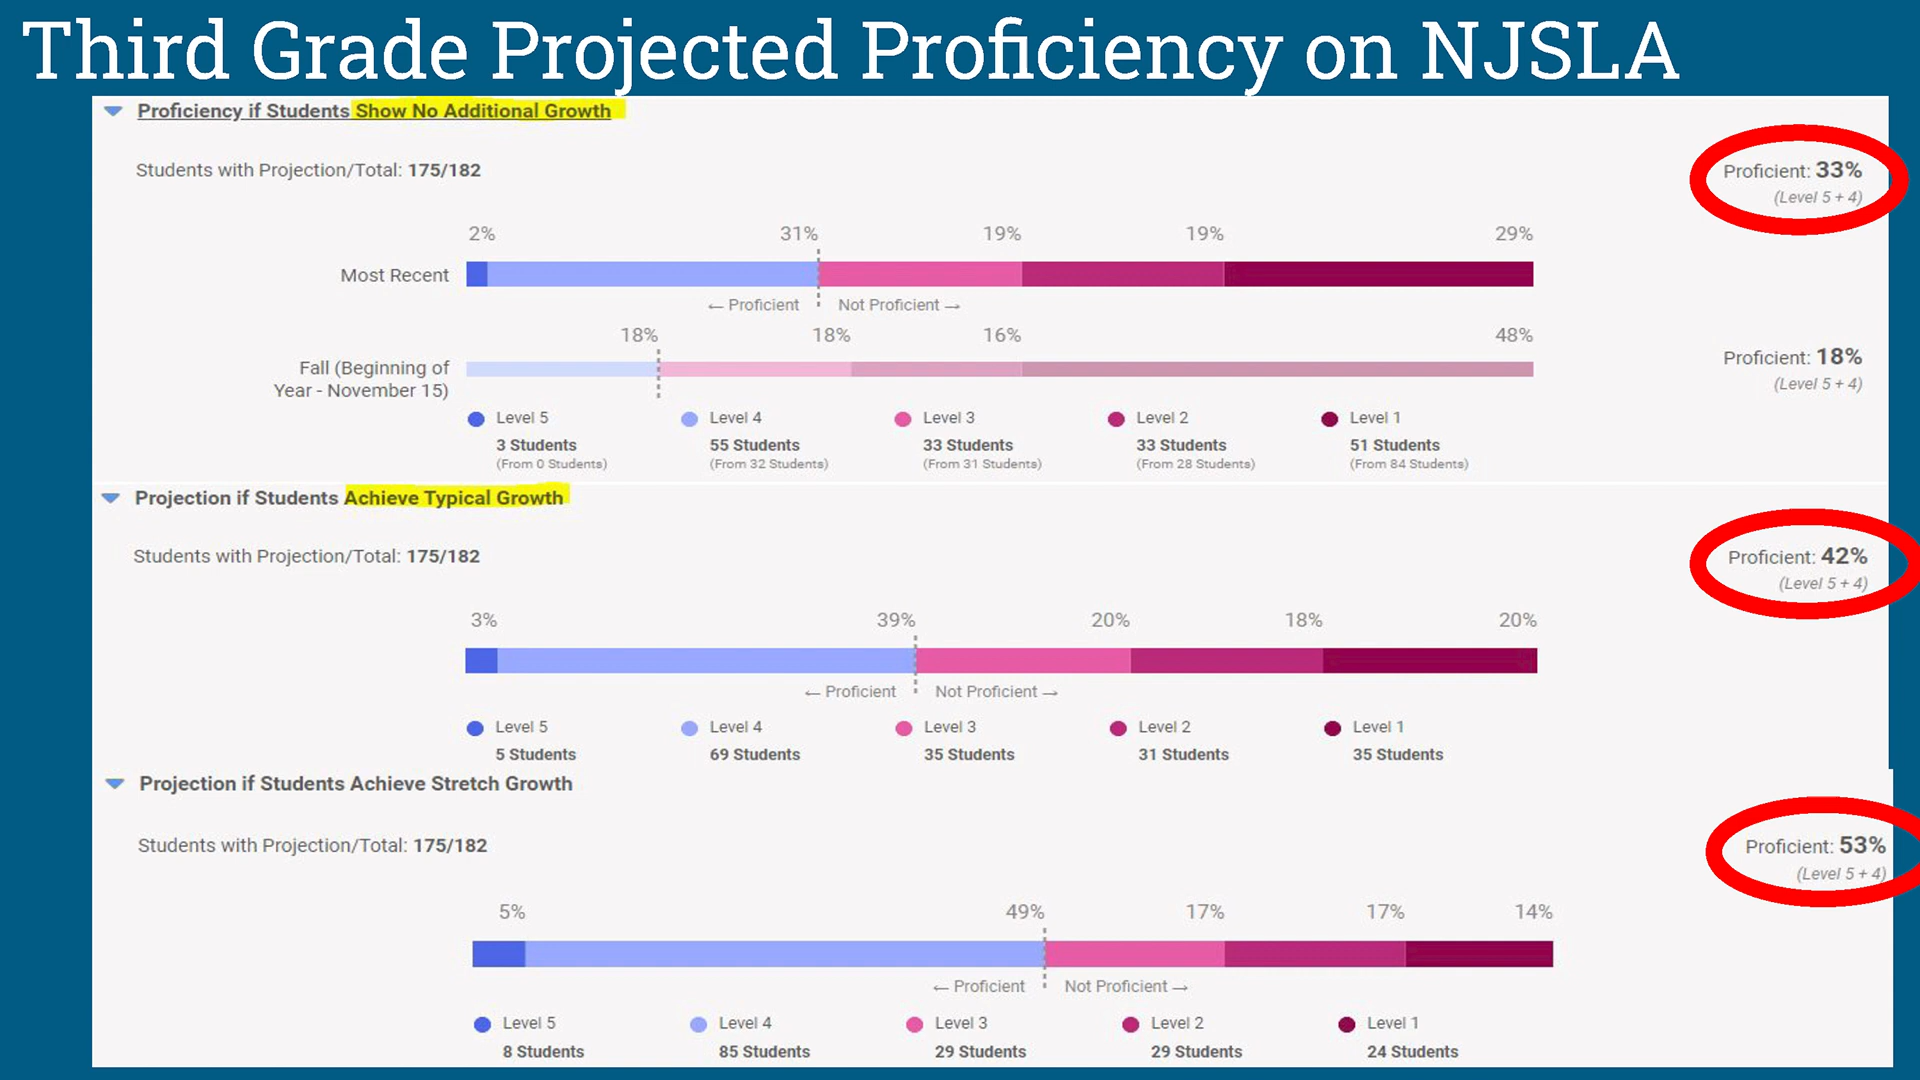 Third Grade Projected Proficiency on NJSLA
Proficiency if Students Show No Additional Growth
Students with Projection/Total: 175/182
Proficient: 33%
(Level 5 + 4)
2% 31% 19% 19% 29%
Most Recent
← Proficient Not Proficient →
18% 18% 16% 48%
Fall (Beginning of
Year - November 15)
Proficient: 18%
(Level 5 + 4)
Level 5 Level 4 Level 3 Level 2 Level 1
3 Students 55 Students 33 Students 33 Students 51 Students
(From 0 Students) (From 32 Students) (From 31 Students) (From 28 Students) (From 84 Students)
Projection if Students Achieve Typical Growth
Students with Projection/Total: 175/182
Proficient: 42%
(Level 5 + 4)
3% 39% 20% 18% 20%
← Proficient Not Proficient →
Level 5 Level 4 Level 3 Level 2 Level 1
5 Students 69 Students 35 Students 31 Students 35 Students
Projection if Students Achieve Stretch Growth
Students with Projection/Total: 175/182
Proficient: 53%
(Level 5 + 4)
5% 49% 17% 17% 14%
← Proficient Not Proficient →
Level 5 Level 4 Level 3 Level 2 Level 1
8 Students 85 Students 29 Students 29 Students 24 Students